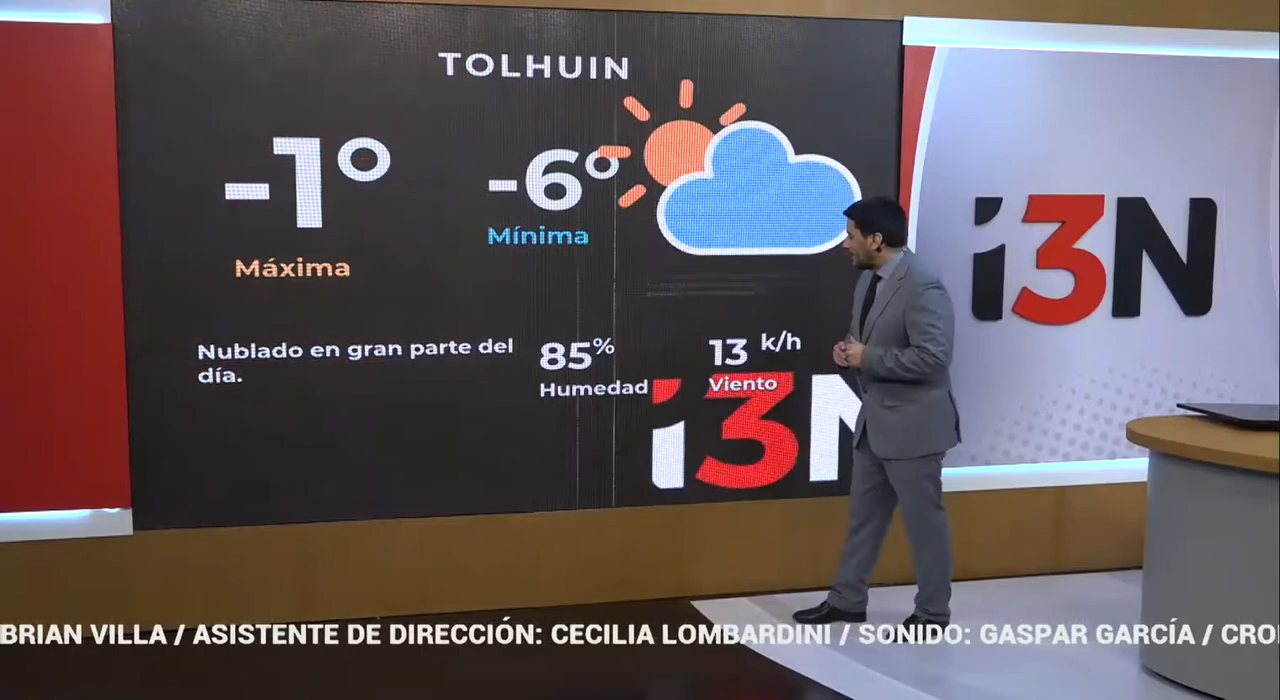 TOLHUIN
-1°
Máxima
-6°
Mínima
Nublado en gran parte del
día.
85%
Humedad
13 k/h
Viento
i3N
i3N
BRIAN VILLA / ASISTENTE DE DIRECCIÓN: CECILIA LOMBARDINI / SONIDO: GASPAR GARCÍA / CRO